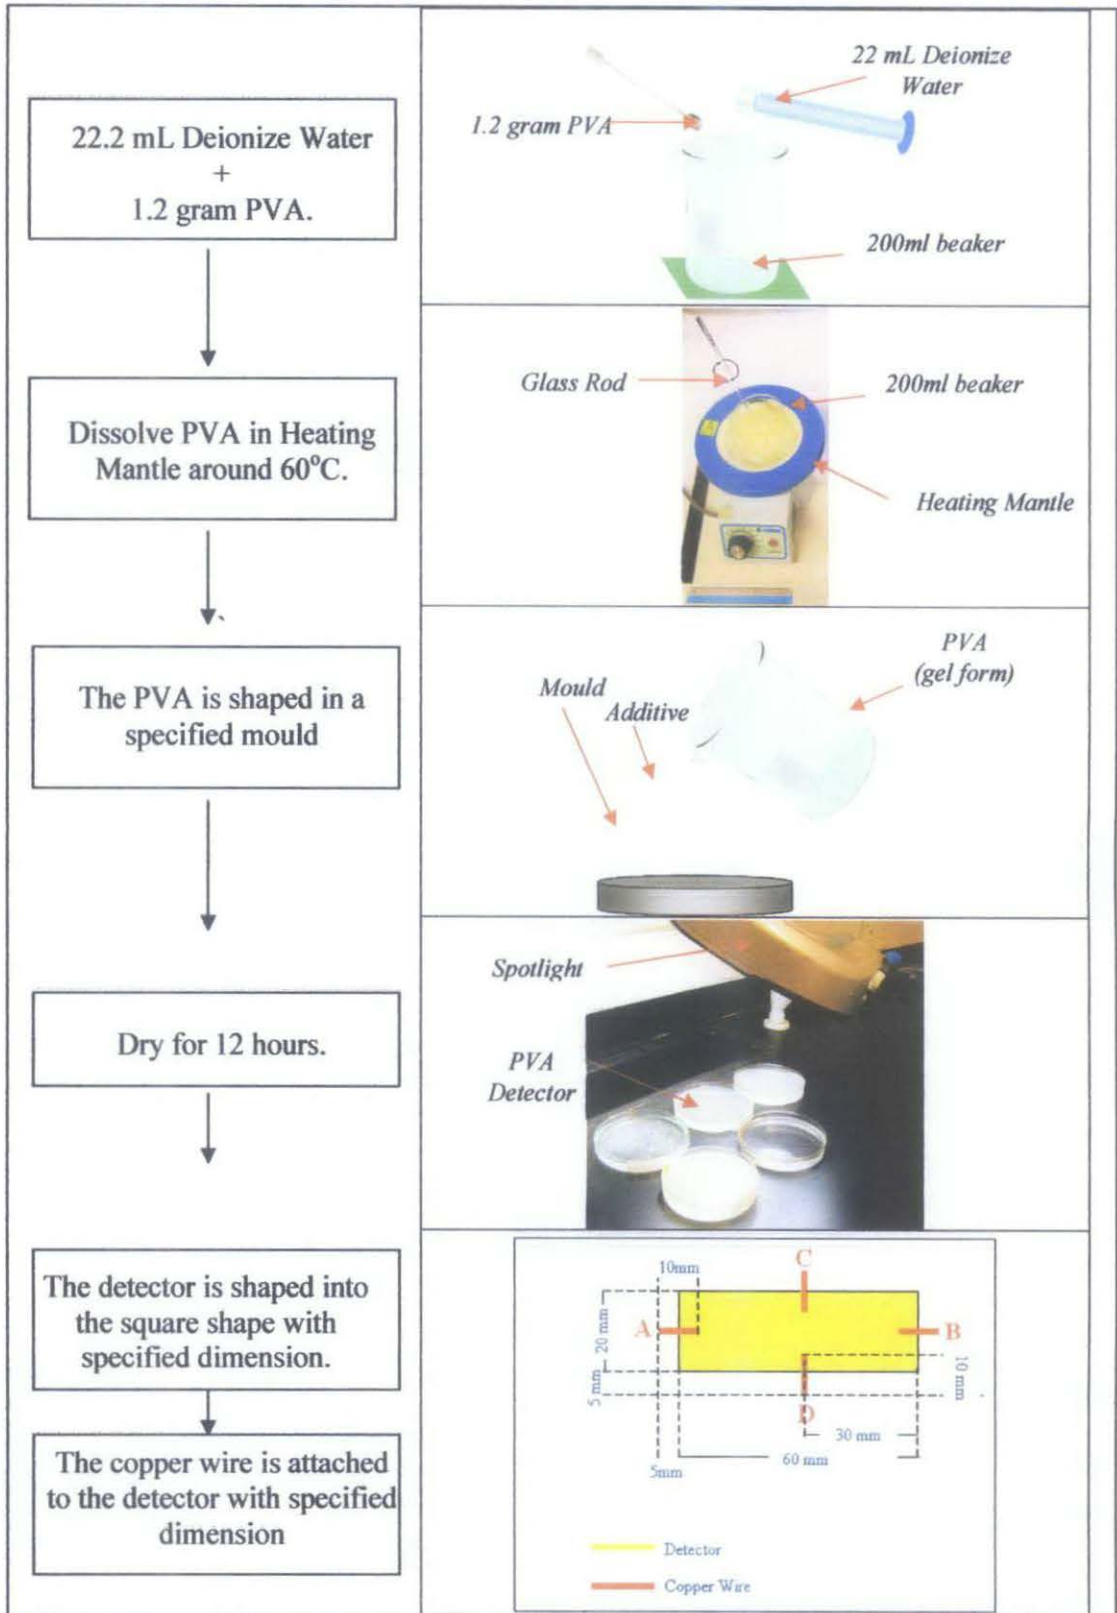 22.2 mL Deionize Water
+
1.2 gram PVA.
22 mL Deionize
Water
1.2 gram PVA
200ml beaker
Dissolve PVA in Heating
Mantle around 60°C.
Glass Rod
200ml beaker
Heating Mantle
The PVA is shaped in a
specified mould
PVA
(gel form)
Mould
Additive
Dry for 12 hours.
Spotlight
PVA
Detector
The detector is shaped into
the square shape with
specified dimension.
The copper wire is attached
to the detector with specified
dimension
C
10mm
A
20 mm
B
10 mm
5 mm
D
30 mm
60 mm
5mm
Detector
Copper Wire